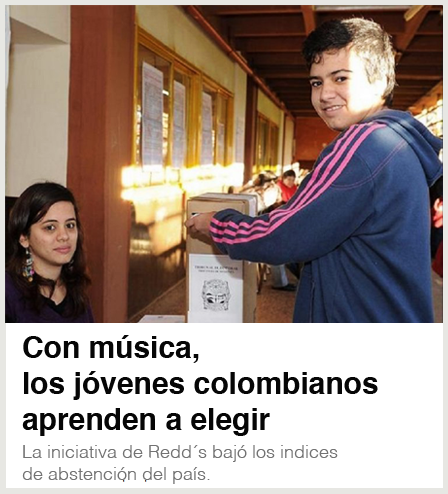 Con música,
los jóvenes colombianos
aprenden a elegir
La iniciativa de Redd´s bajó los indices
de abstención del país.